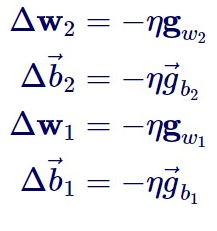 Δ𝐰₂ = −η𝐠_{w₂}
Δb⃗₂ = −ηg⃗_{b₂}
Δ𝐰₁ = −η𝐠_{w₁}
Δb⃗₁ = −ηg⃗_{b₁}